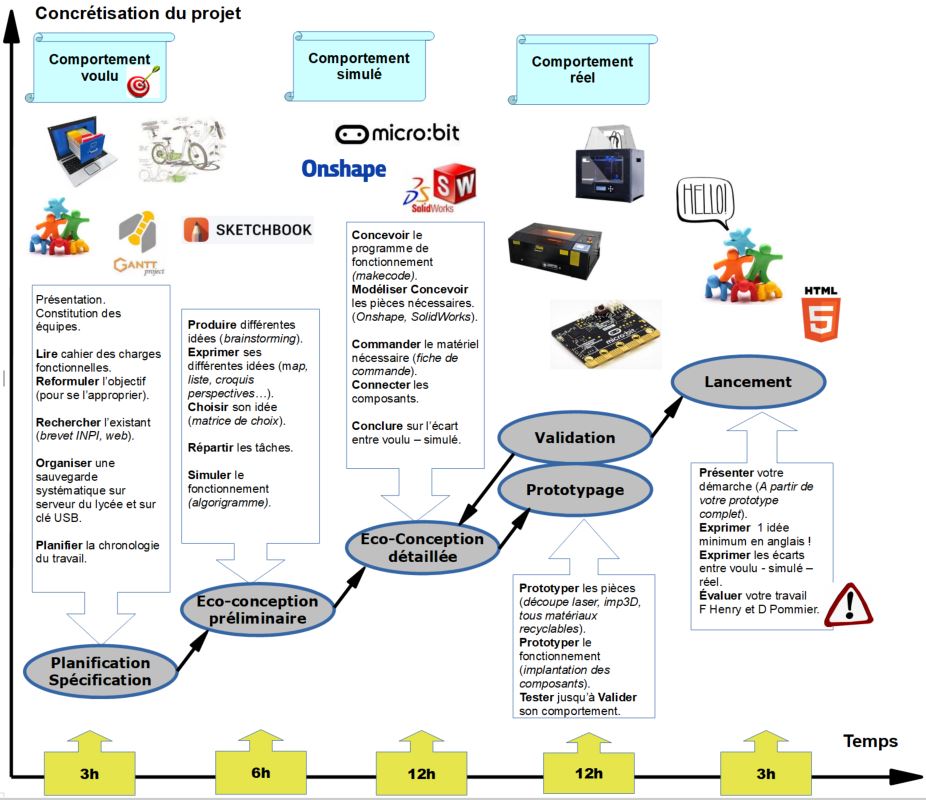 Concrétisation du projet
Comportement
voulu
Comportement
simulé
Comportement
réel
micro:bit
Onshape
SW
SolidWorks
SKETCHBOOK
GANTT
project
HELLO!
HTML
5
micro:bit
Présentation.
Constitution des
équipes.
Lire cahier des charges
fonctionnelles.
Reformuler l'objectif
(pour se l'approprier).
Rechercher l'existant
(brevet INPI, web).
Organiser une
sauvegarde
systématique sur
serveur du lycée et sur
clé USB.
Planifier la chronologie
du travail.
Produire différentes
idées (brainstorming).
Exprimer ses
différentes idées (map,
liste, croquis
perspectives…).
Choisir son idée
(matrice de choix).
Répartir les tâches.
Simuler le
fonctionnement
(algorigramme).
Concevoir le
programme de
fonctionnement
(makecode).
Modéliser Concevoir
les pièces nécessaires.
(Onshape, SolidWorks).
Commander le matériel
nécessaire (fiche de
commande).
Connecter les
composants.
Conclure sur l'écart
entre voulu – simulé.
Prototyper les pièces
(découpe laser, imp3D,
tous matériaux
recyclables).
Prototyper le
fonctionnement
(implantation des
composants).
Tester jusqu'à Valider
son comportement.
Présenter votre
démarche (A partir de
votre prototype
complet).
Exprimer 1 idée
minimum en anglais !
Exprimer les écarts
entre voulu - simulé –
réel.
Évaluer votre travail
F Henry et D Pommier.
Planification
Spécification
Eco-conception
préliminaire
Eco-Conception
détaillée
Validation
Prototypage
Lancement
Temps
3h
6h
12h
12h
3h